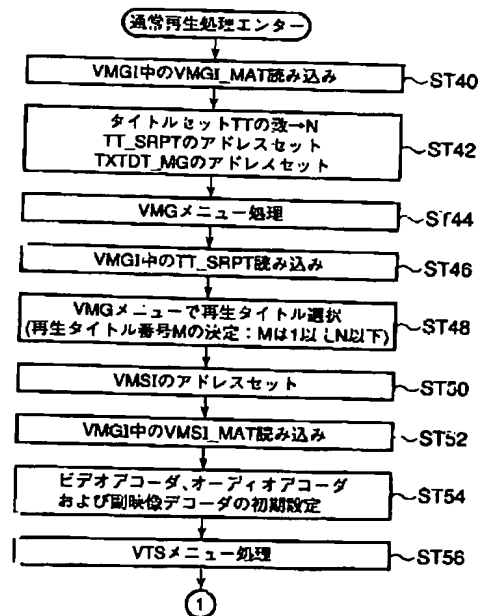 通常再生処理エンター
VMGI中のVMGI_MAT読み込み
ST40
タイトルセットTTの数→N
TT_SRPTのアドレスセット
TXTDT_MGのアドレスセット
ST42
VMGメニュー処理
ST44
VMGI中のTT_SRPT読み込み
ST46
VMGメニューで再生タイトル選択
(再生タイトル番号Mの決定：Mは1以上N以下)
ST48
VMSIのアドレスセット
ST50
VMGI中のVMSI_MAT読み込み
ST52
ビデオアコーダ、オーディオアコーダ
および副映像デコーダの初期設定
ST54
VTSメニュー処理
ST56
1